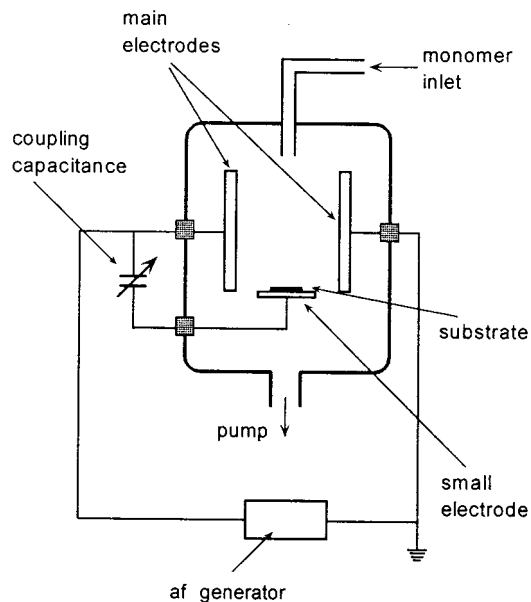 main
electrodes
monomer
inlet
coupling
capacitance
substrate
pump
small
electrode
af generator